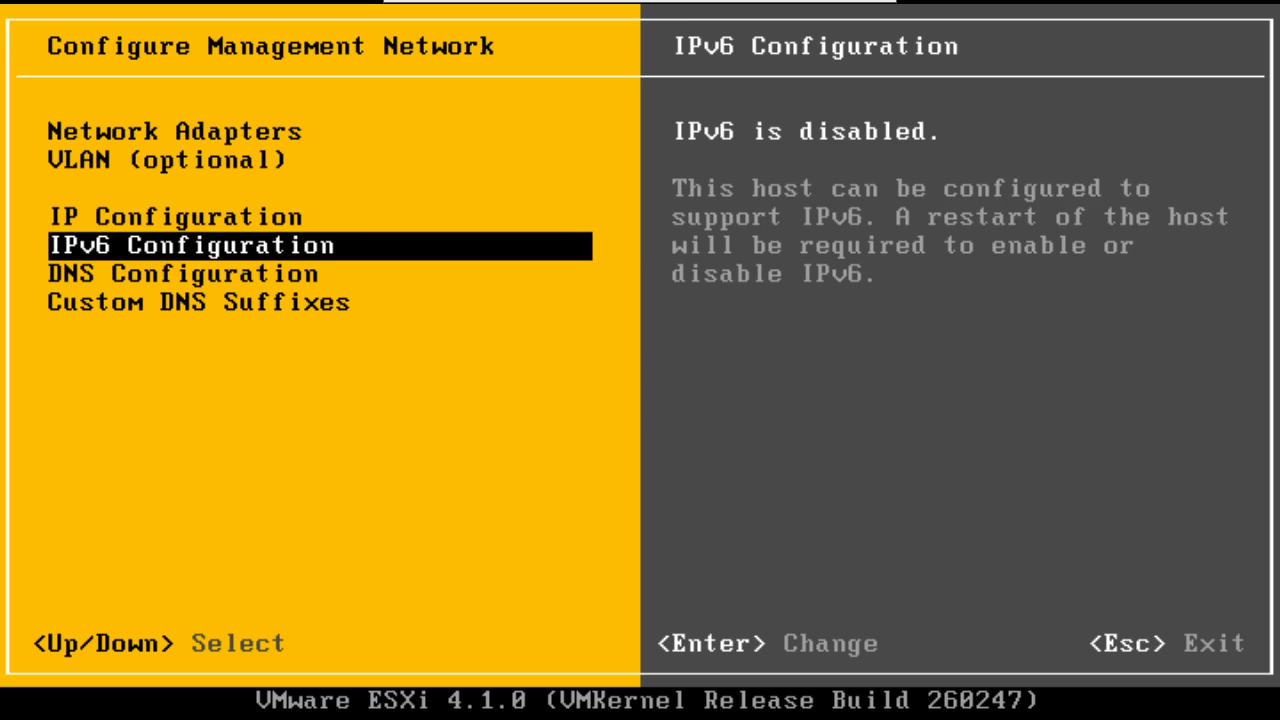 Configure Management Network
Network Adapters
VLAN (optional)
IP Configuration
IPv6 Configuration
DNS Configuration
Custom DNS Suffixes
<Up/Down> Select
IPv6 Configuration
IPv6 is disabled.
This host can be configured to
support IPv6. A restart of the host
will be required to enable or
disable IPv6.
<Enter> Change
<Esc> Exit
VMware ESXi 4.1.0 (VMKernel Release Build 260247)